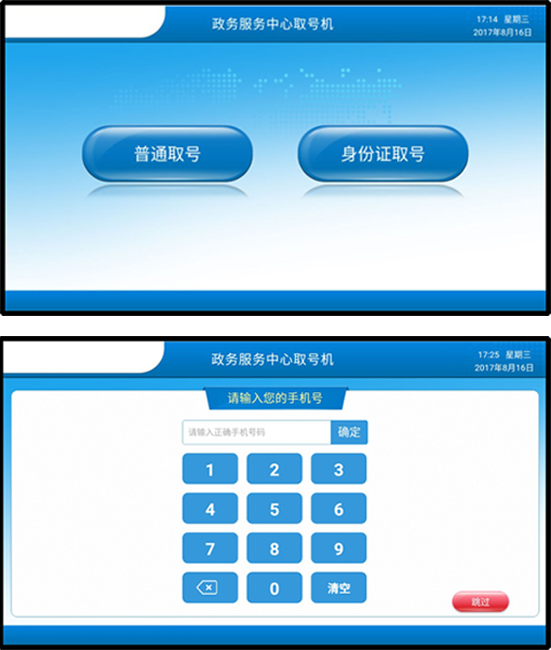 政务服务中心取号机
17:14 星期三
2017年8月16日
普通取号
身份证取号
政务服务中心取号机
17:25 星期三
2017年8月16日
请输入您的手机号
请输入正确手机号码
确定
1 2 3
4 5 6
7 8 9
0 清空
跳过